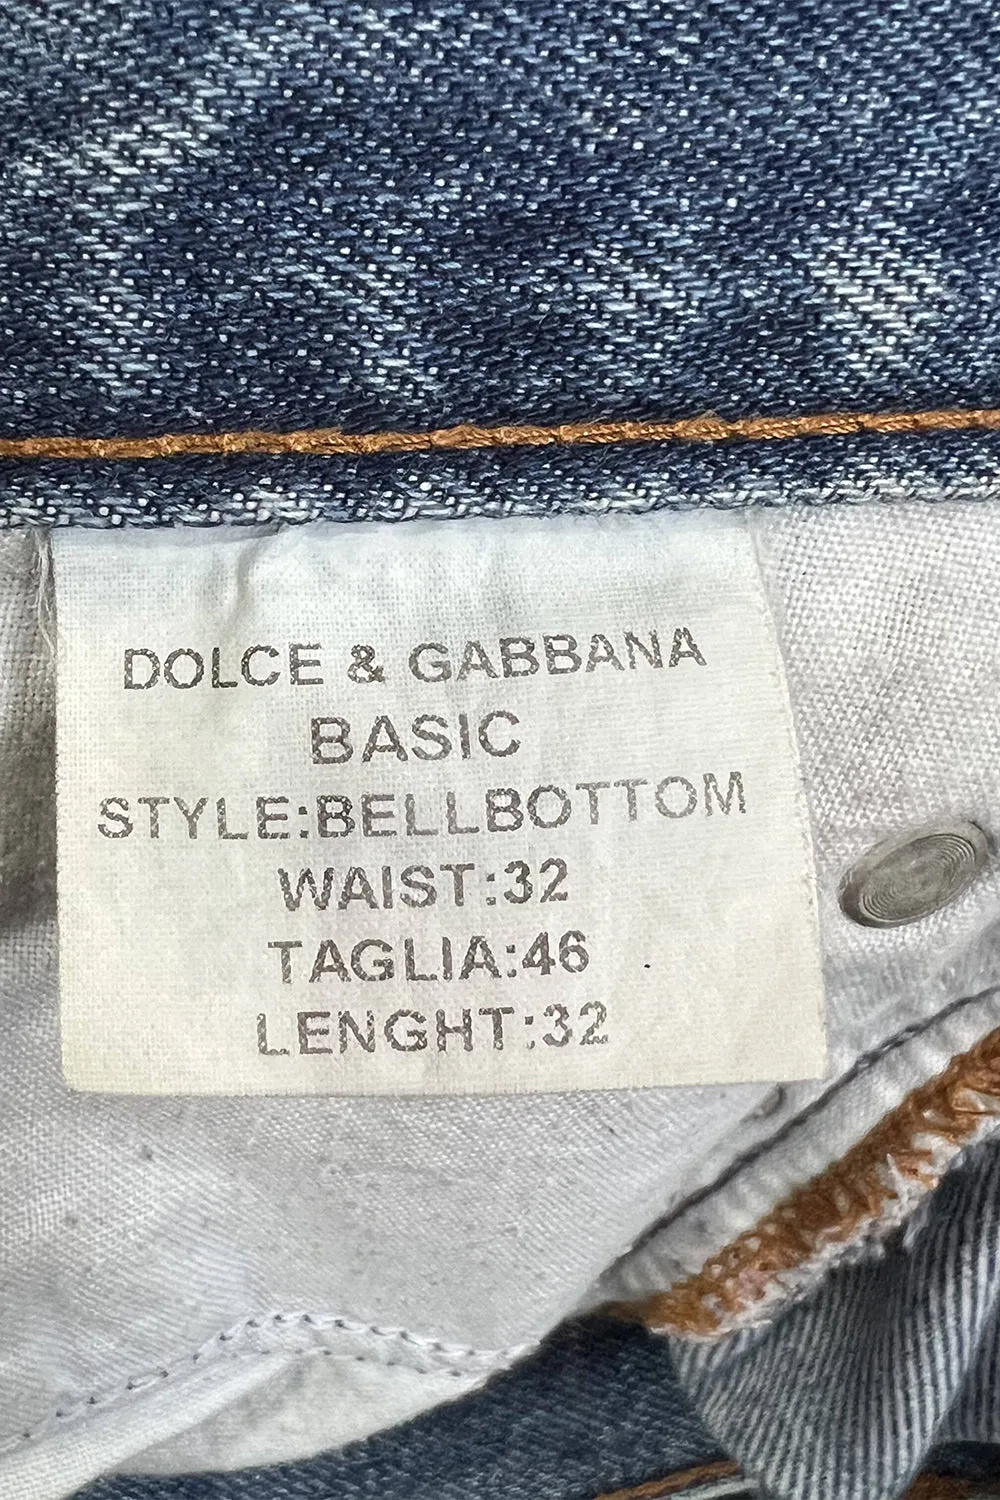 DOLCE & GABBANA
BASIC
STYLE:BELLBOTTOM
WAIST:32
TAGLIA:46
LENGHT:32